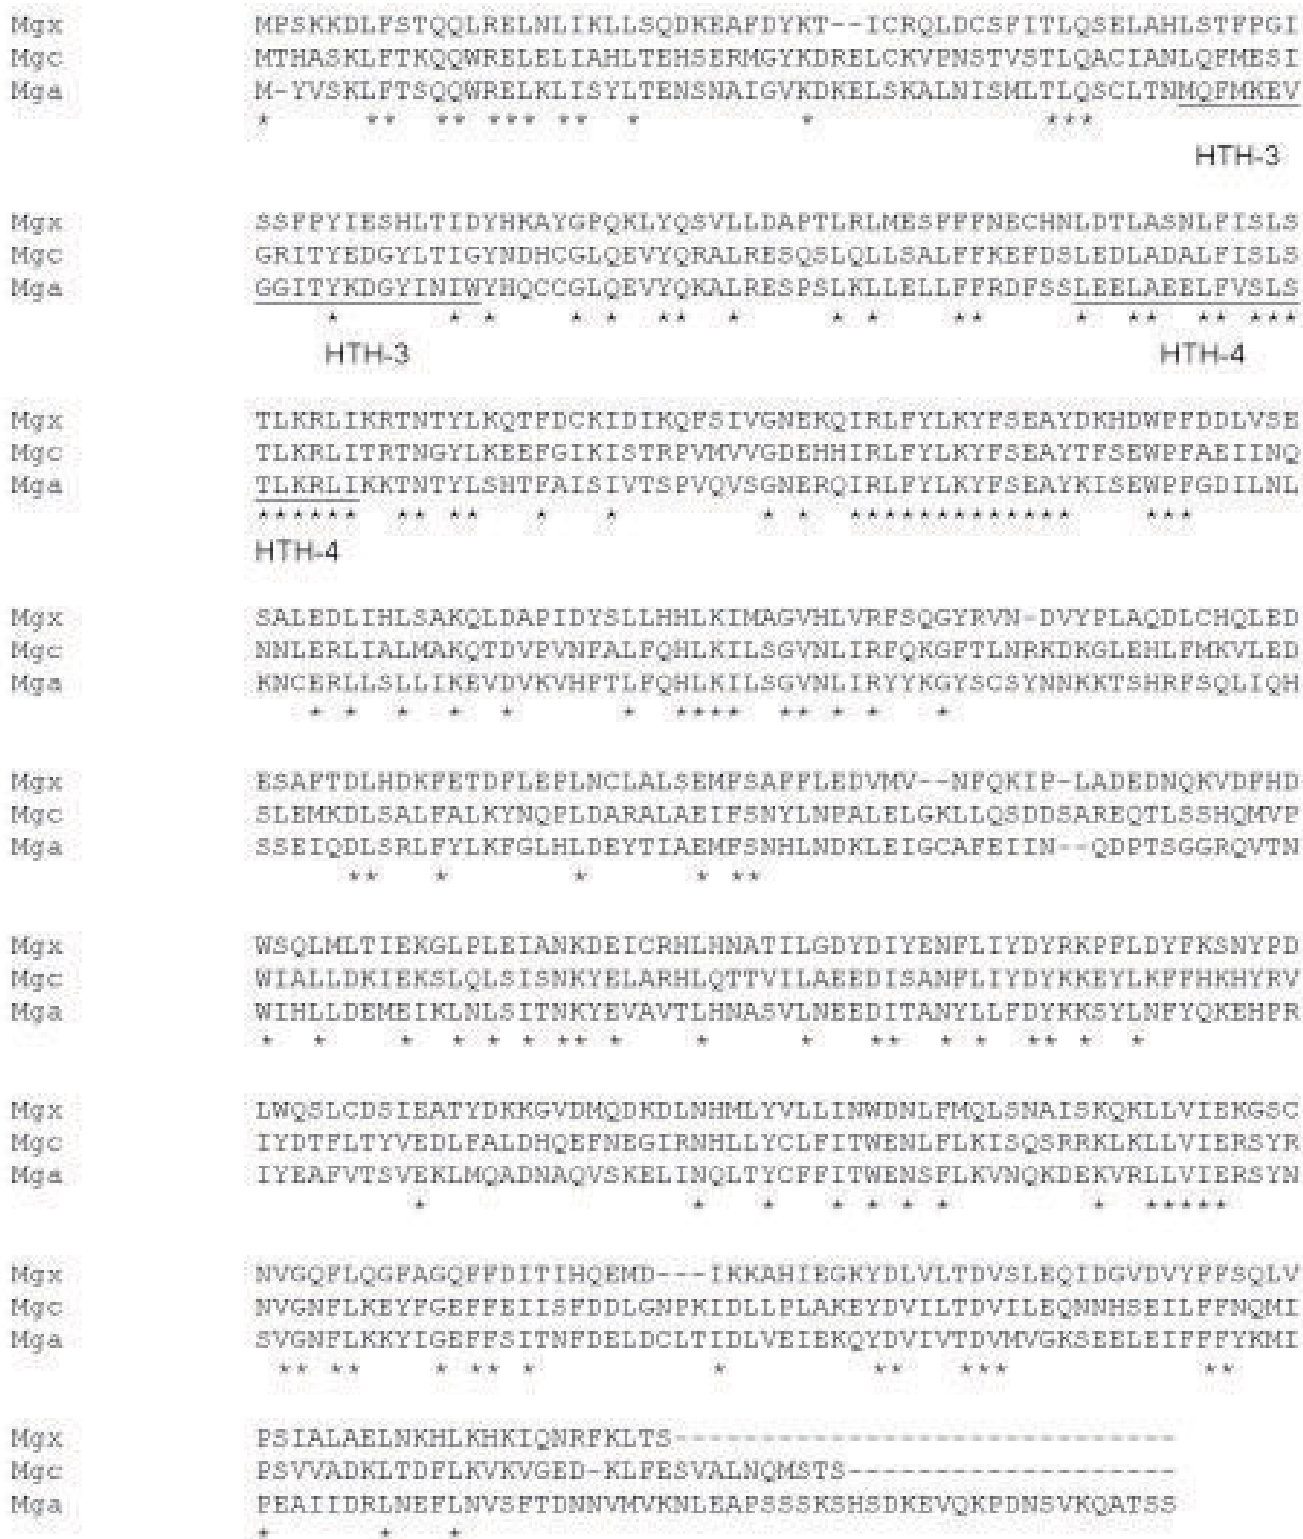 Mgx MPSKKDLFSTQQLRELNLIKLLSQDKEAFDYKT--ICRQLDCSPITLQSELAHLSTFPGI
Mgc MTHASKLFTKQQWRELELIAHLTEHSERMGYKDRELCKVPNSTVSTLQACIANLQFMESI
Mga M-YVSKLFTSQQWRELKLISYLTENSNAIGVKDKELSKALNISMLTLQSCLTNMQFMKEV
* ** ** *** ** * * ***
HTH-3
Mgx SSFPYIESHLTIDYHKAYGPQKLYQSVLLDAPTLRLMESFFFNECHNLDTLASNLFISLS
Mgc GRITYEDGYLTIGYNDHCGLQEVYQRALRESQSLQLLSALFFKEFDSLEDLADALFISLS
Mga GGITYKDGYINIWYHQCCGLQEVYQKALRESPSLKLLELLFFRDFSSLEELAEELFVSLS
* * * * * ** * * * ** * ** ** ***
HTH-3 HTH-4
Mgx TLKRLIKRTNTYLKQTFDCKIDIKQFSIVGNEKQIRLFYLKYFSEAYDKHDWPFDDLVSE
Mgc TLKRLITRTNGYLKEEFGIKISTRPVMVVGDEHHIRLFYLKYFSEAYTFSEWPFAEIINQ
Mga TLKRLIKKTNTYLSHTFAISIVTSPVQVSGNERQIRLFYLKYFSEAYKISEWPFGDILNL
****** ** ** * * * * ************* ***
HTH-4
Mgx SALEDLIHLSAKQLDAPIDYSLLHHLKIMAGVHLVRFSQGYRVN-DVYPLAQDLCHQLED
Mgc NNLERLIALMAKQTDVPVNFALFQHLKILSGVNLIRFQKGFTLNRKDKGLEHLFMKVLED
Mga KNCERLLSLLIKEVDVKVHFTLFQHLKILSGVNLIRYYKGYSCSYNNKKTSHRFSQLIQH
* * * * * * **** ** * * *
Mgx ESAFTDLHDKFETDFLEPLNCLALSEMFSAFFLEDVMV--NFQKIP-LADEDNQKVDFHD
Mgc SLEMKDLSALFALKYNQPLDARALAEIFSNYLNPALELGKLLQSDDSAREQTLSSHQMVP
Mga SSEIQDLSRLFYLKFGLHLDEYTIAEMFSNHLNDKLEIGCAFEIIN--QDPTSGGRQVTN
** * * * **
Mgx WSQLMLTIEKGLPLEIANKDEICRHLHNATILGDYDIYENFLIYDYRKPFLDYFKSNYPD
Mgc WIALLDKIEKSLQLSISNKYELARHLQTTVILAEEDISANFLIYDYKKEYLKFFHKHYRV
Mga WIHLLDEMEIKLNLSITNKYEVAVTLHNASVLNEEDITANYLLFDYKKSYLNFYQKEHPR
* * * * * * ** * * * ** * * ** * *
Mgx LWQSLCDSIEATYDKKGVDMQDKDLNHMLYVLLINWDNLFMQLSNAISKQKLLVIEKGSC
Mgc IYDTFLTYVEDLFALDHQEFNEGIRNHLLYCLFITWENLFLKISQSRRKLKLLVIERSYR
Mga IYEAFVTSVEKLMQADNAQVSKELINQLTYCFFITWENSFLKVNQKDEKVRLLVIERSYN
* * * * * * * * *****
Mgx NVGQFLQGFAGQFFDITIHQEMD---IKKAHIEGKYDLVLTDVSLEQIDGVDVYFFSQLV
Mgc NVGNFLKEYFGEFFEIISFDDLGNPKIDLLPLAKEYDVILTDVILEQNNHSEILFFNQMI
Mga SVGNFLKKYIGEFFSITNFDELDCLTIDLVEIEKQYDVIVTDVMVGKSEELEIFFFYKMI
** ** * ** * * ** *** **
Mgx PSIALAELNKHLKHKIQNRFKLTS-----------------------------
Mgc PSVVADKLTDFLKVKVGED-KLFESVALNQMSTS-------------------
Mga PEAIIDRLNEFLNVSFTDNNVMVKNLEAPSSSKSHSDKEVQKPDNSVKQATSS
* * *